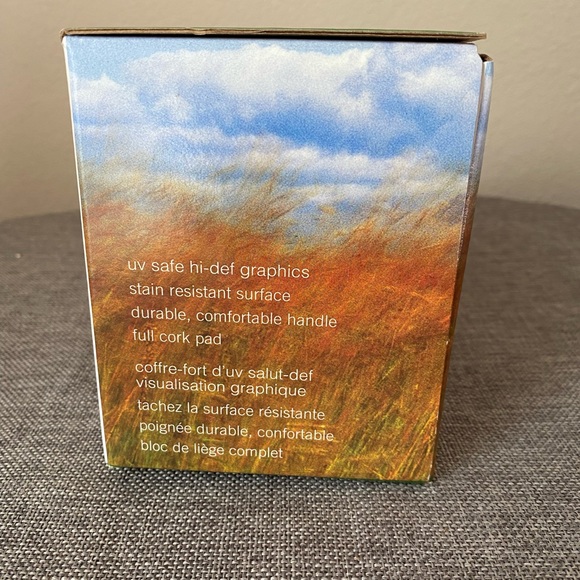 uv safe hi-def graphics
stain resistant surface
durable, comfortable handle
full cork pad
coffre-fort d'uv salut-def
visualisation graphique
tachez la surface résistante
poignée durable, confortable
bloc de liège complet